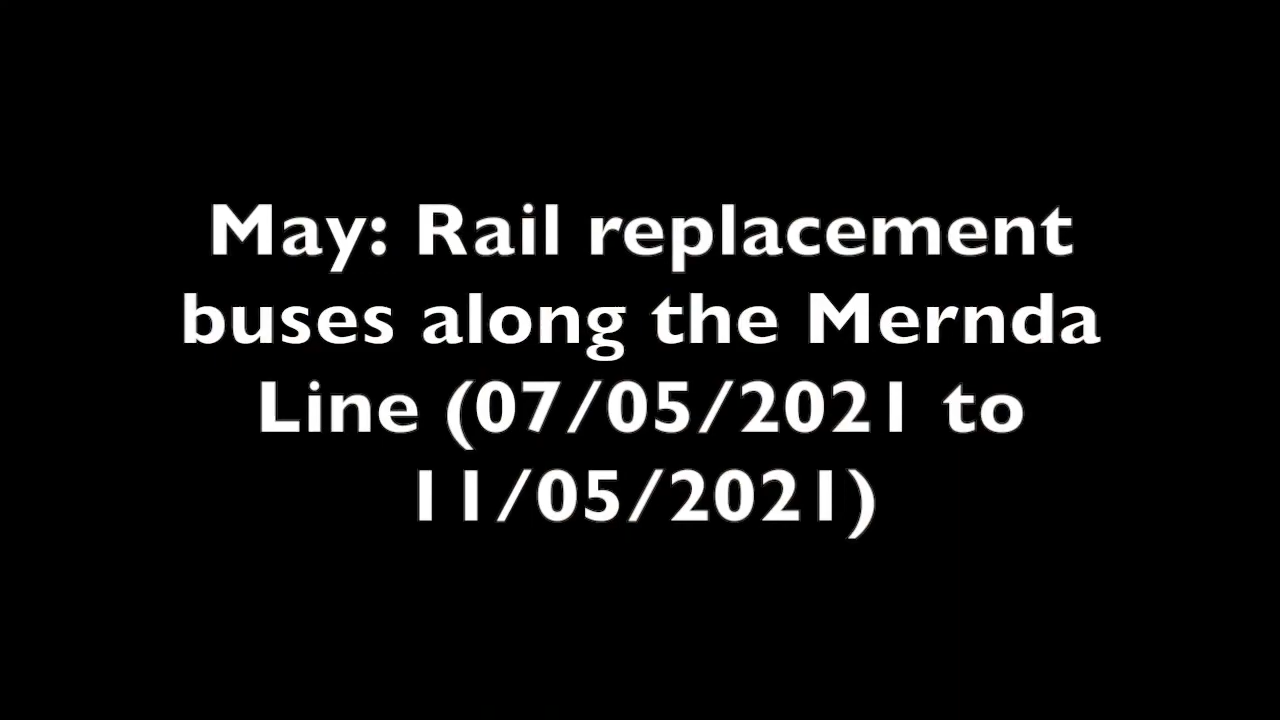 May: Rail replacement
buses along the Mernda
Line (07/05/2021 to
11/05/2021)